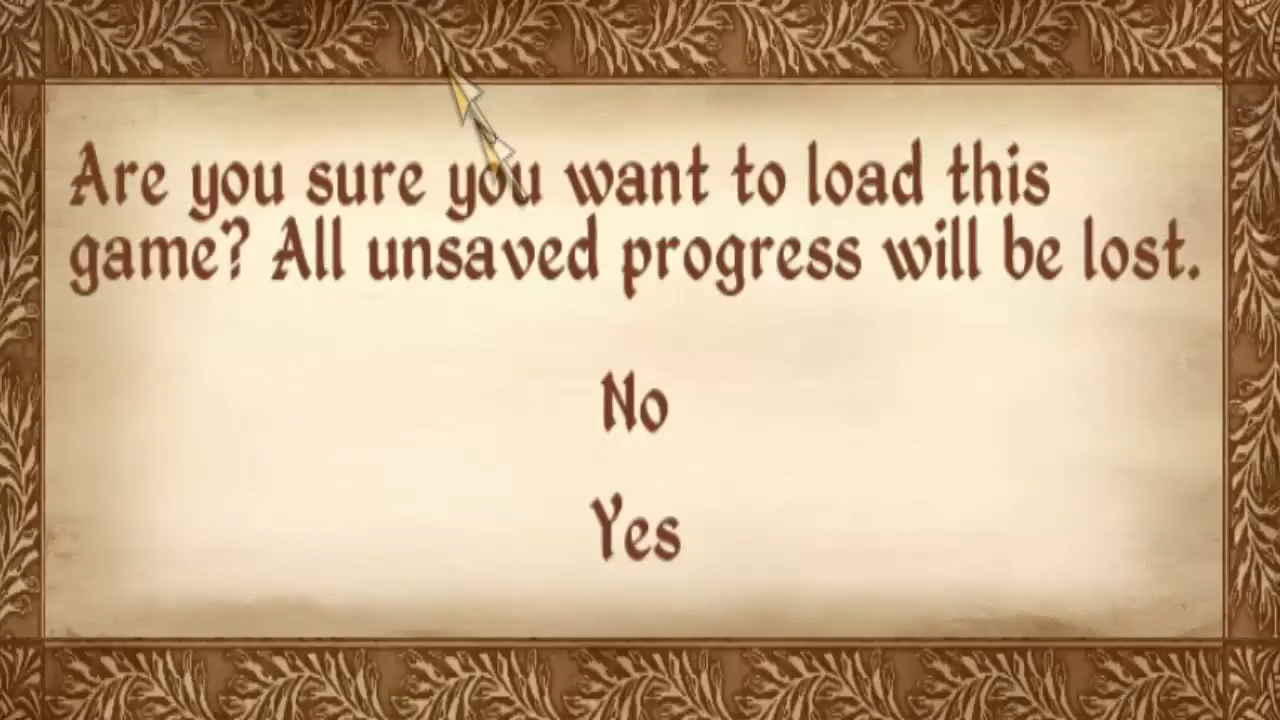 Are you sure you want to load this
game? All unsaved progress will be lost.
No
Yes